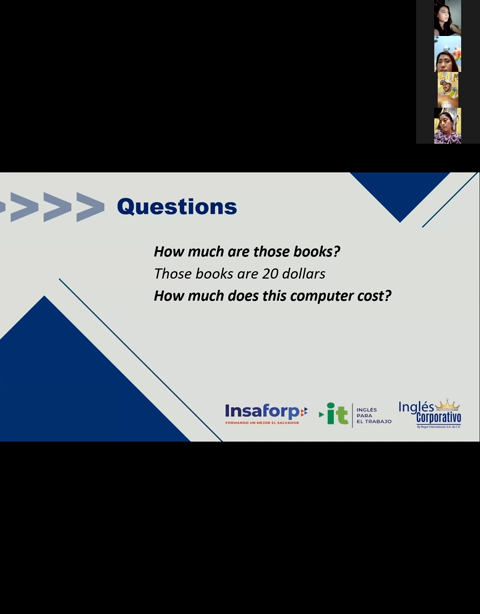 >>>> Questions
How much are those books?
Those books are 20 dollars
How much does this computer cost?
Insaforp
FORMANDO UN MEJOR EL SALVADOR
it
INGLÉS
PARA
EL TRABAJO
Inglés
Corporativo